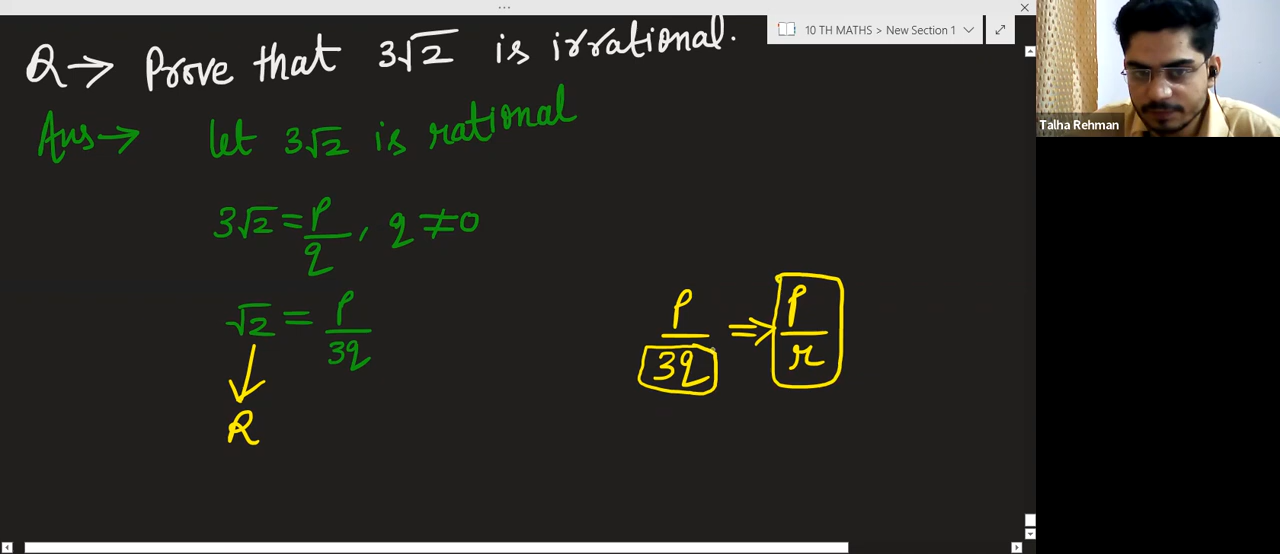 10 TH MATHS > New Section 1
Q → Prove that 3√2 is irrational.
Talha Rehman
Ans → let 3√2 is rational
3√2 = p/q, q ≠ 0
√2 = p/3q
p/3q ⇒ p/r
R